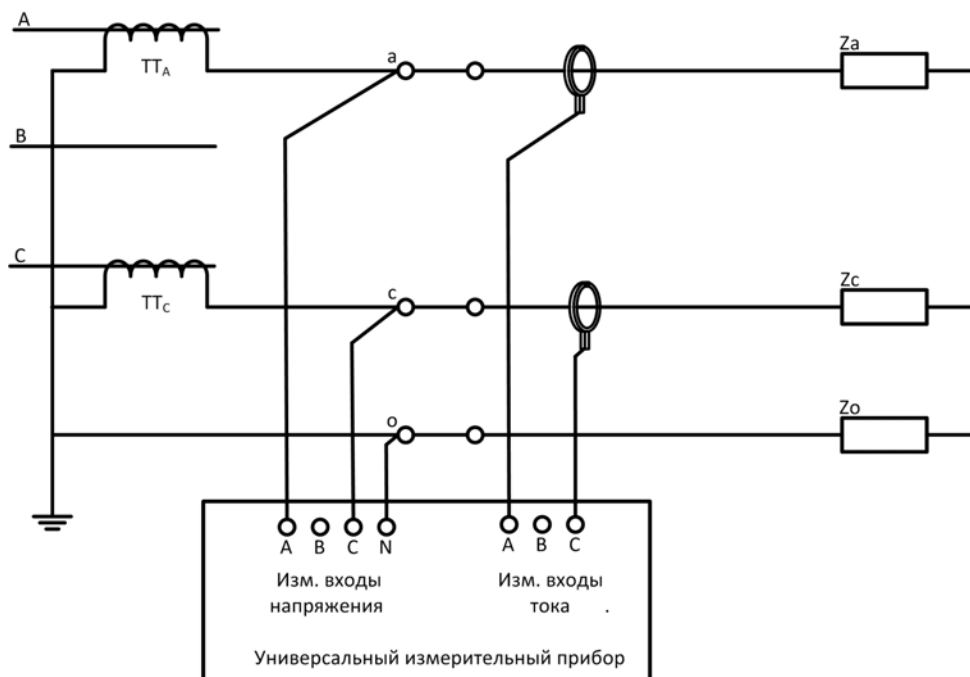 A
TTA
a
Za
B
C
TTC
c
Zc
o
Zo
A B C N
A B C
Изм. входы
напряжения
Изм. входы
тока .
Универсальный измерительный прибор